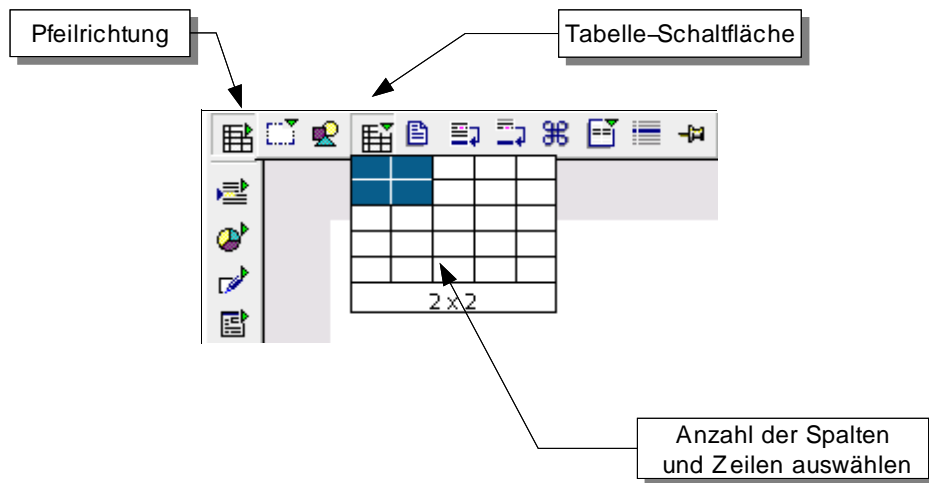 Pfeilrichtung
Tabelle–Schaltfläche
2 x 2
Anzahl der Spalten
und Zeilen auswählen